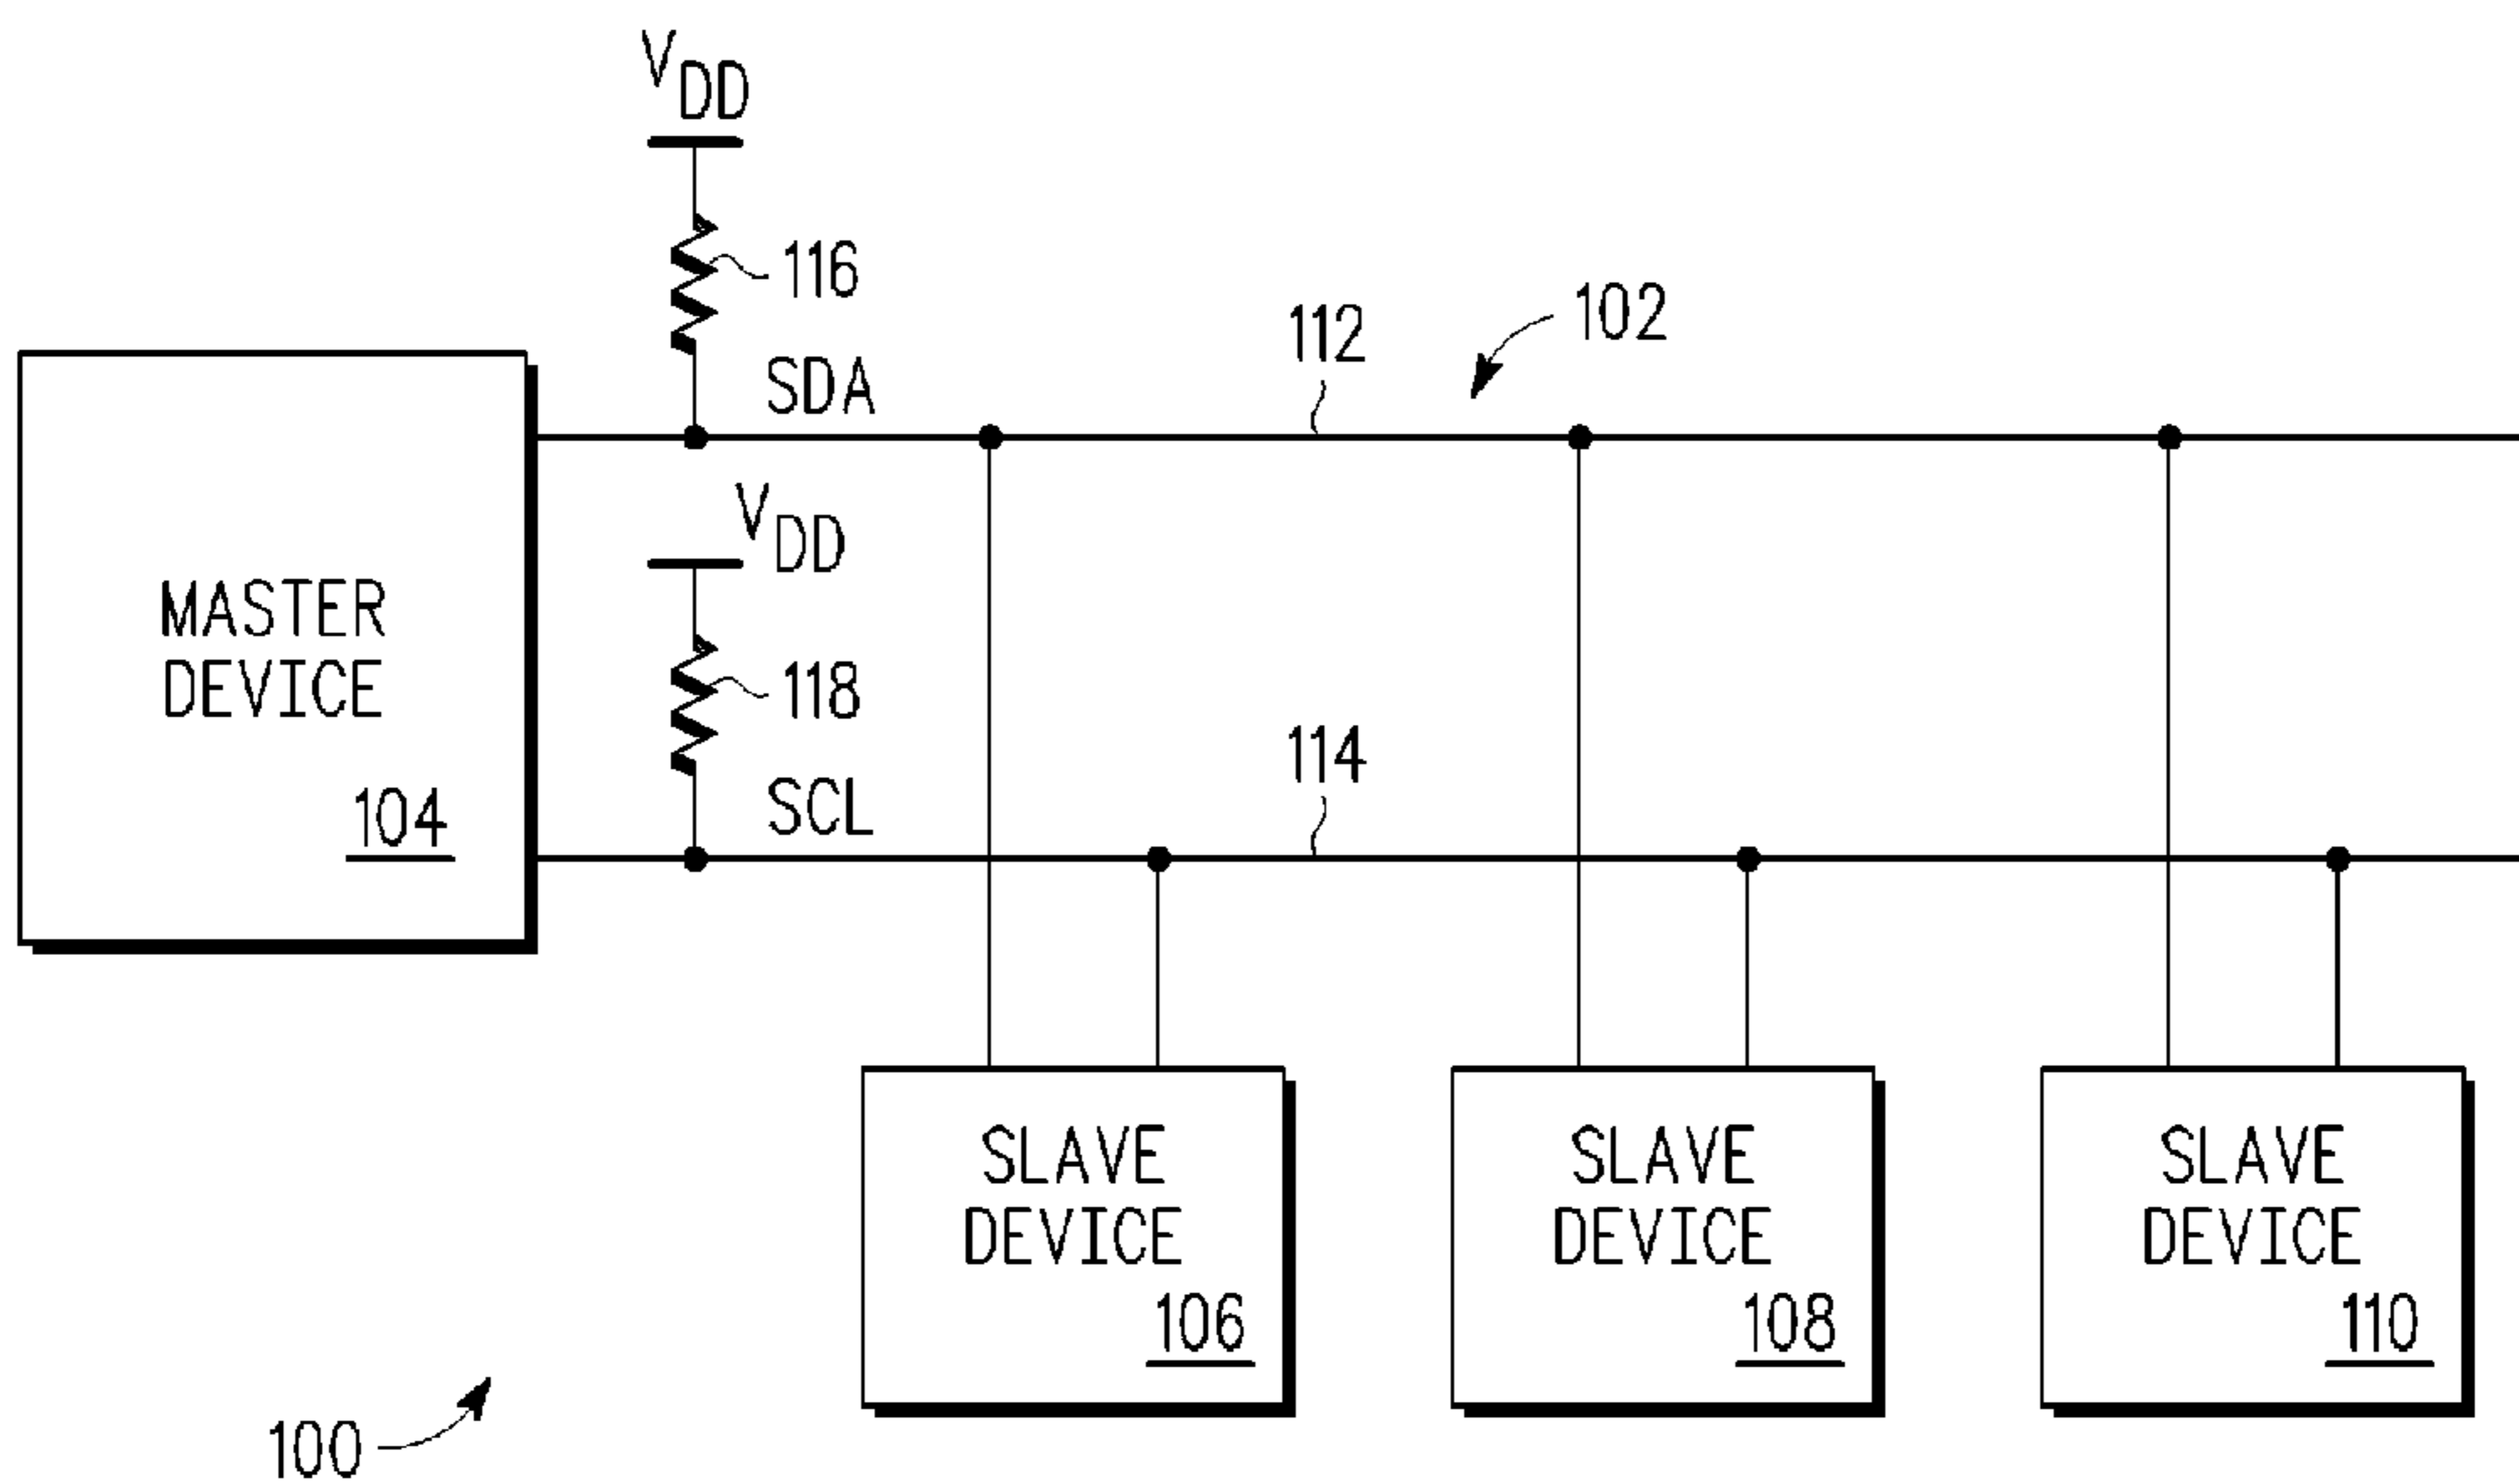 VDD
116
SDA
112
102
VDD
MASTER
DEVICE
104
118
SCL
114
SLAVE
DEVICE
106
SLAVE
DEVICE
108
SLAVE
DEVICE
110
100